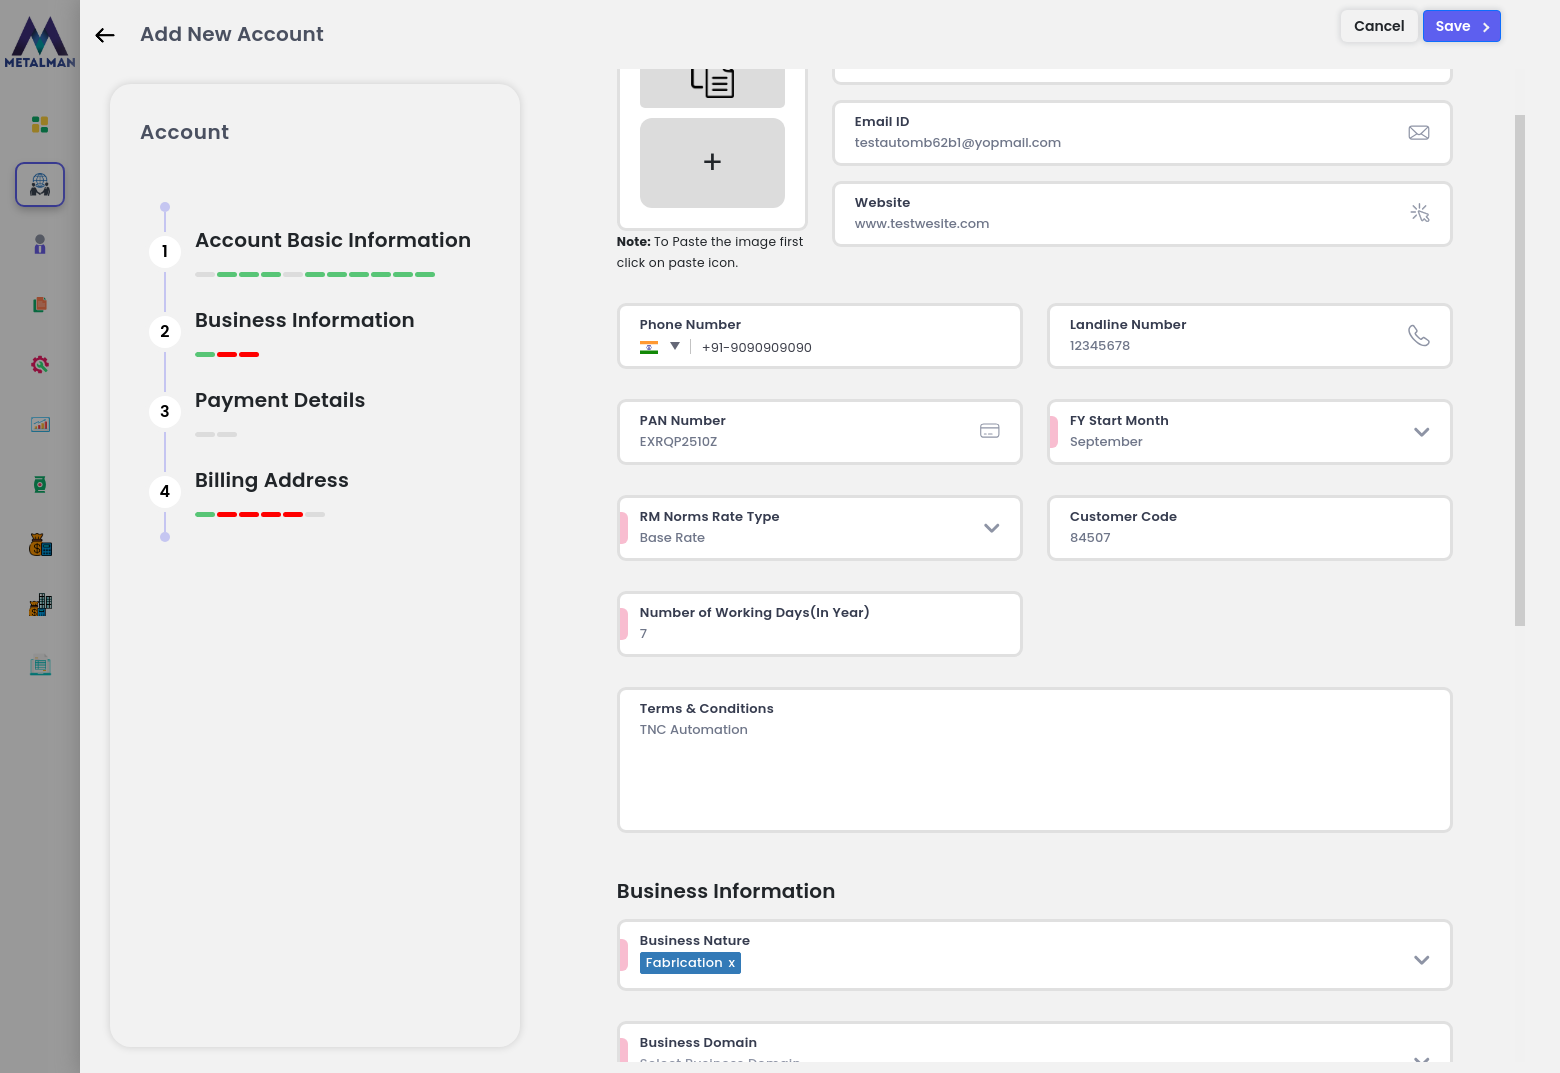 METALMAN
Add New Account
Cancel
Save
Account
1
Account Basic Information
2
Business Information
3
Payment Details
4
Billing Address
+
Note: To Paste the image first
click on paste icon.
Email ID
testautomb62b1@yopmail.com
Website
www.testwesite.com
Phone Number
+91-9090909090
Landline Number
12345678
PAN Number
EXRQP2510Z
FY Start Month
September
RM Norms Rate Type
Base Rate
Customer Code
84507
Number of Working Days(In Year)
7
Terms & Conditions
TNC Automation
Business Information
Business Nature
Fabrication x
Business Domain
Select Business Domain